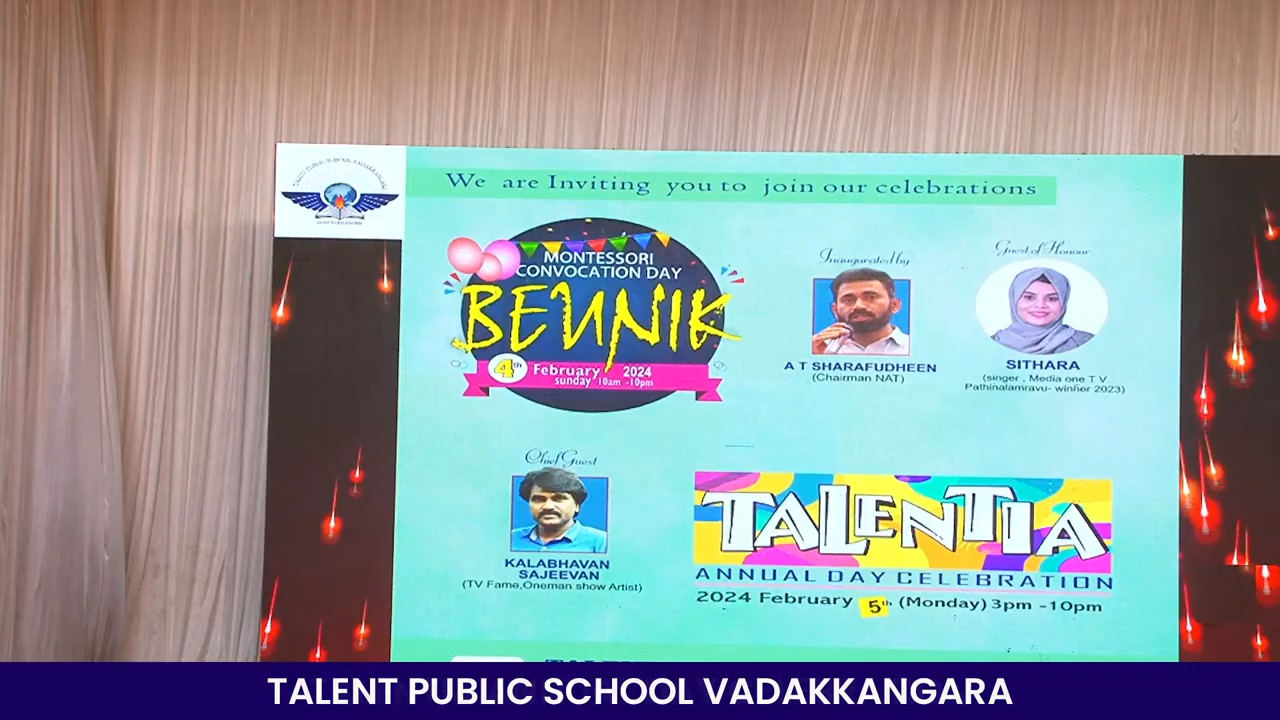 We are Inviting you to join our celebrations
MONTESSORI
CONVOCATION DAY
BEUNIK
4th February 2024
sunday 10am -10pm
Inaugurated by
A T SHARAFUDHEEN
(Chairman NAT)
Guest of Honour
SITHARA
(singer , Media one T V
Pathinalamravu- winner 2023)
Chief Guest
KALABHAVAN
SAJEEVAN
(TV Fame,Oneman show Artist)
TALENTIA
ANNUAL DAY CELEBRATION
2024 February 5th (Monday) 3pm -10pm
TALENT PUBLIC SCHOOL VADAKKANGARA